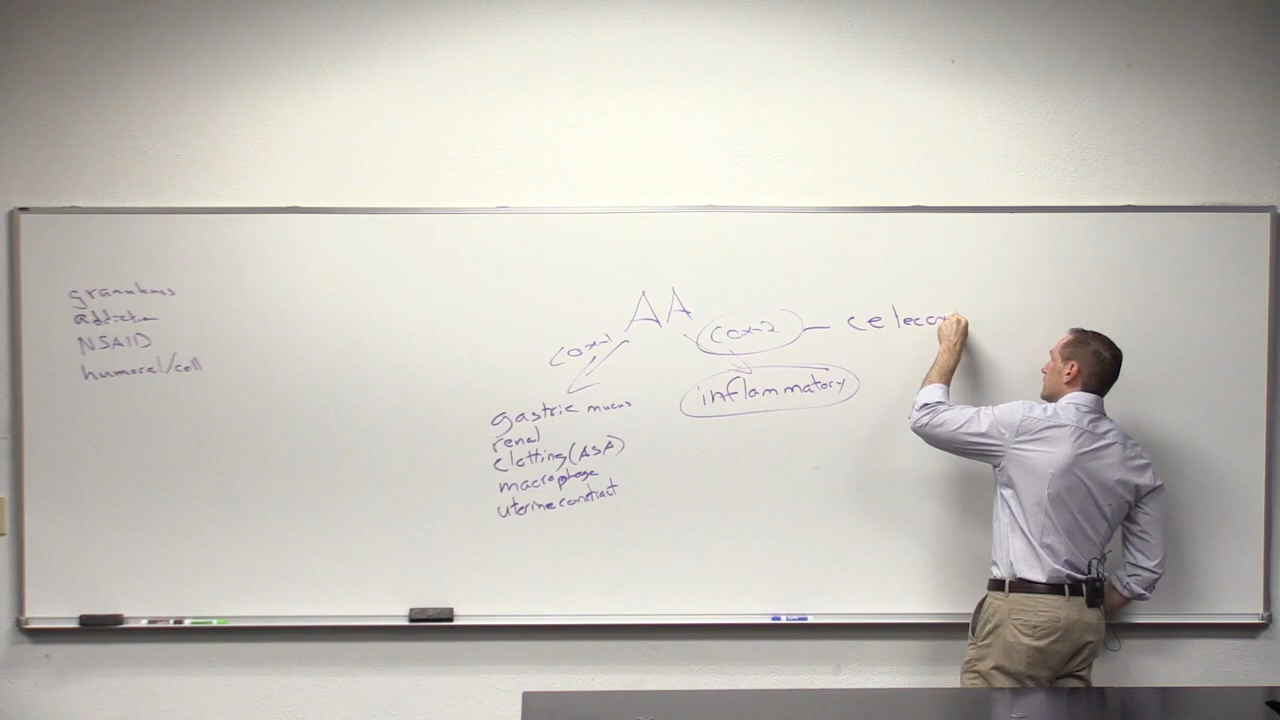 granulomas
addiction
NSAID
humoral/cell
AA
cox-1
cox-2 – celecox
inflammatory
gastric mucus
renal
clotting (ASA)
macrophage
uterine contract